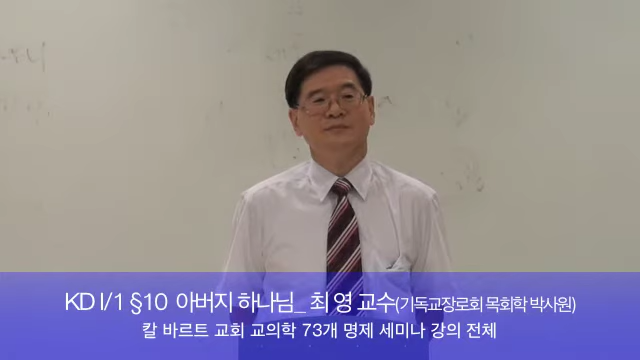 KD I/1 §10 아버지 하나님_ 최 영 교수(기독교장로회 목회학 박사원)
칼 바르트 교회 교의학 73개 명제 세미나 강의 전체